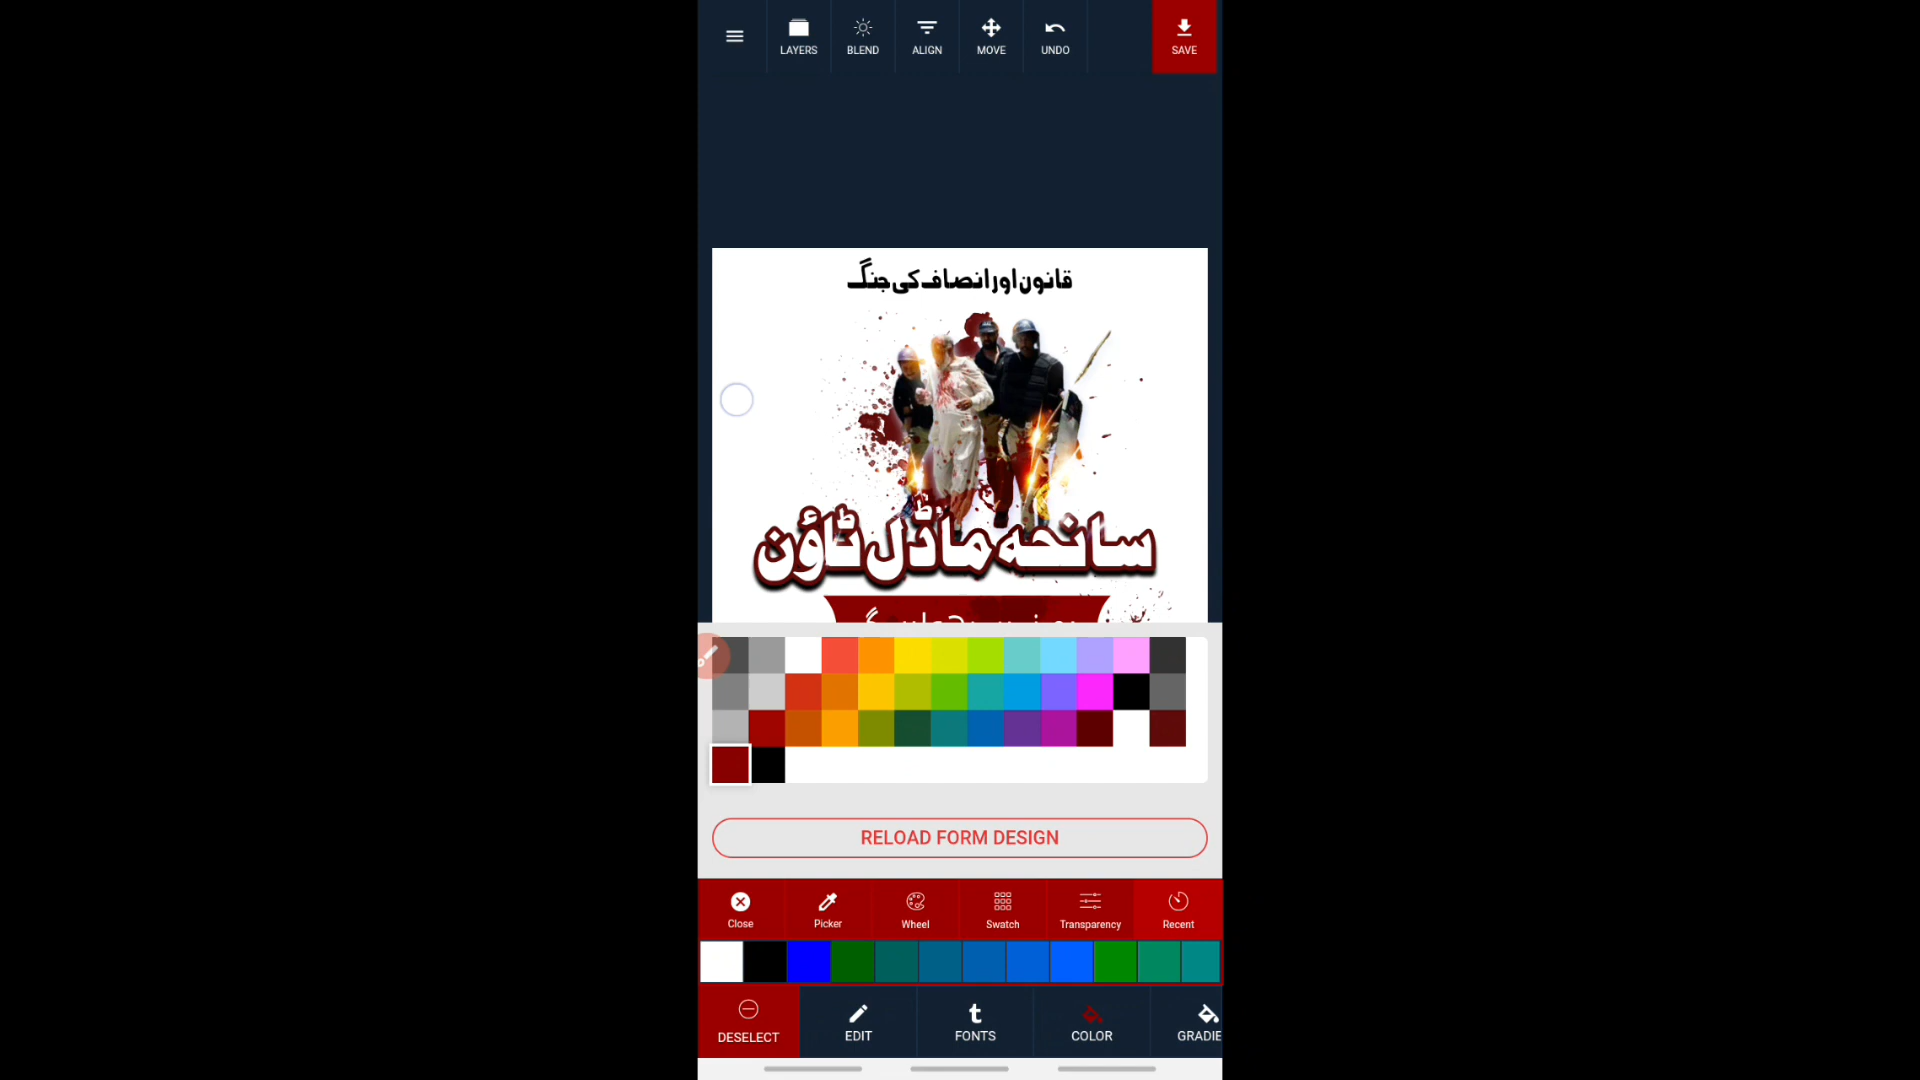 LAYERS
BLEND
ALIGN
MOVE
UNDO
SAVE
قانون اور انصاف کی جنگ
سانحہ ماڈل ٹاؤن
RELOAD FORM DESIGN
Close
Picker
Wheel
Swatch
Transparency
Recent
DESELECT
EDIT
FONTS
COLOR
GRADIE